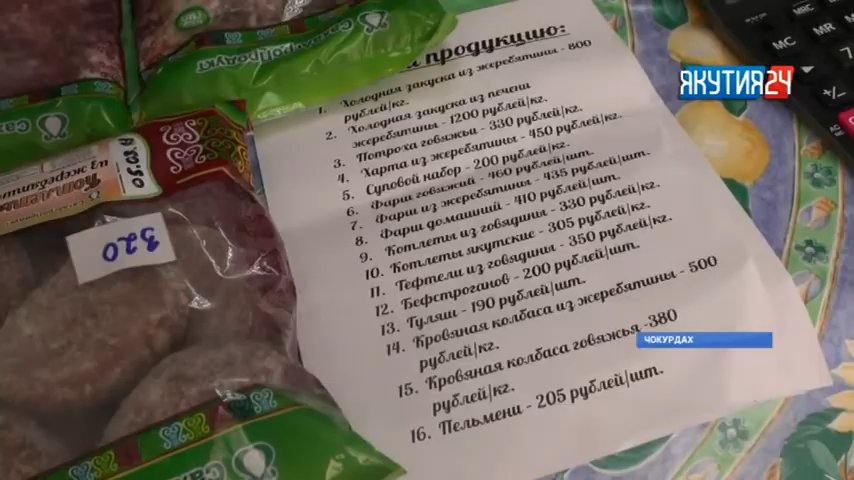 продукцию:
1. Холодная закуска из жеребятины - 800
рублей/кг.
2. Холодная закуска из печени
жеребятины - 1200 рублей/кг.
3. Потроха говяжьи - 330 рублей/кг.
4. Харта из жеребятины - 450 рублей/кг.
5. Суповой набор - 200 рублей/кг.
6. Фарш говяжий - 460 рублей/шт.
7. Фарш из жеребятины - 435 рублей/шт.
8. Фарш домашний - 410 рублей/шт.
9. Котлеты из говядины - 330 рублей/кг.
10. Котлеты якутские - 305 рублей/кг.
11. Тефтели из говядины - 350 рублей/кг.
12. Бефстроганов - 200 рублей/шт.
13. Гуляш - 190 рублей/шт.
14. Кровяная колбаса из жеребятины - 500
рублей/кг.
15. Кровяная колбаса говяжья -380
рублей/кг.
16. Пельмени - 205 рублей/шт.
ЯКУТИЯ24
ЧОКУРДАХ
Котлеты
из жеребятины
320
MC
MR
+/-
7